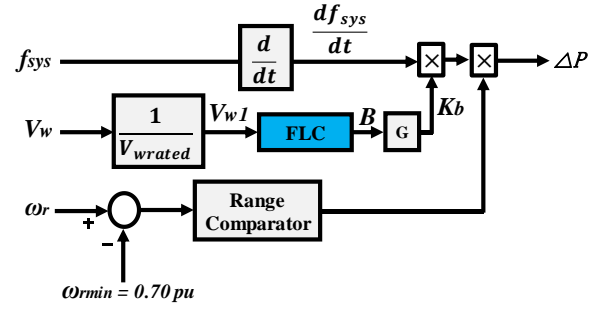 f_sys
d/dt
df_sys/dt
×
×
ΔP
V_w
1/V_wrated
V_w1
FLC
B
G
K_b
ω_r
+
−
Range
Comparator
ω_rmin = 0.70 pu